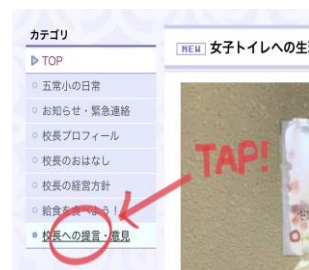 カテゴリ
TOP
五常小の日常
お知らせ・緊急連絡
校長プロフィール
校長のおはなし
校長の経営方針
給食を食べよう！
校長への提言・意見
NEW 女子トイレへの生
TAP!